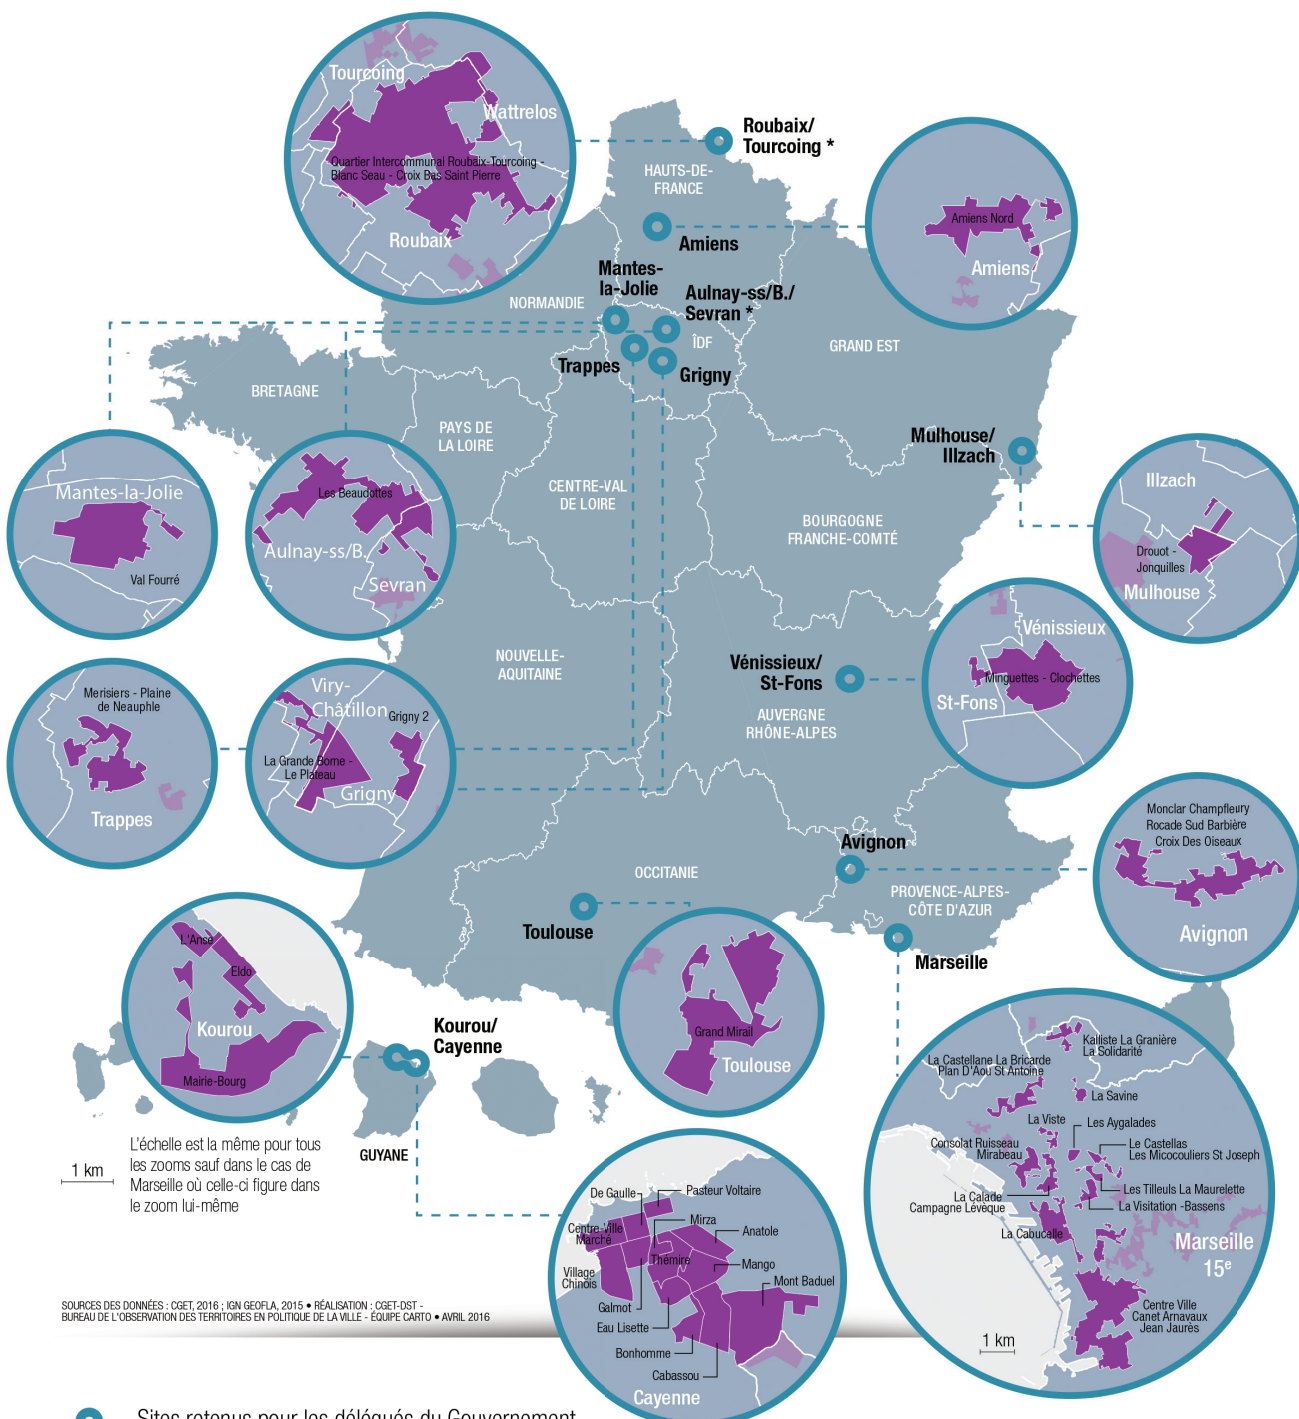 Tourcoing
Wattrelos
Quartier Intercommunal Roubaix-Tourcoing -
Blanc Seau - Croix Bas Saint Pierre
Roubaix
Roubaix/
Tourcoing *
HAUTS-DE-
FRANCE
Amiens
Amiens Nord
Amiens
Mantes-
la-Jolie
Aulnay-ss/B./
Sevran *
NORMANDIE
ÎDF
Trappes
Grigny
GRAND EST
BRETAGNE
PAYS DE
LA LOIRE
CENTRE-VAL
DE LOIRE
BOURGOGNE
FRANCHE-COMTÉ
Mulhouse/
Illzach
Mantes-la-Jolie
Val Fourré
Les Beaudottes
Aulnay-ss/B.
Sevran
Illzach
Drouot -
Jonquilles
Mulhouse
NOUVELLE-
AQUITAINE
Vénissieux/
St-Fons
AUVERGNE
RHÔNE-ALPES
Vénissieux
Minguettes - Clochettes
St-Fons
Merisiers - Plaine
de Neauphle
Trappes
Viry-
Châtillon
Grigny 2
La Grande Borne -
Le Plateau
Grigny
Avignon
Monclar Champfleury
Rocade Sud Barbière
Croix Des Oiseaux
Avignon
OCCITANIE
PROVENCE-ALPES-
CÔTE D'AZUR
Toulouse
Marseille
L'Anse
Eldo
Kourou
Mairie-Bourg
Kourou/
Cayenne
Grand Mirail
Toulouse
GUYANE
Kalliste La Granière
La Solidarité
La Castellane La Bricarde
Plan D'Aou St Antoine
La Savine
La Viste
Les Aygalades
Consolat Ruisseau
Mirabeau
Le Castellas
Les Micocouliers St Joseph
La Calade
Campagne Lévêque
Les Tilleuls La Maurelette
La Visitation -Bassens
La Cabucelle
Marseille
15e
Centre Ville
Canet Arnavaux
Jean Jaurès
1 km
1 km
L'échelle est la même pour tous
les zooms sauf dans le cas de
Marseille où celle-ci figure dans
le zoom lui-même
De Gaulle
Pasteur Voltaire
Centre-Ville
Marché
Mirza
Anatole
Thémire
Mango
Village
Chinois
Mont Baduel
Galmot
Eau Lisette
Bonhomme
Cabassou
Cayenne
SOURCES DES DONNÉES : CGET, 2016 ; IGN GEOFLA, 2015 • RÉALISATION : CGET-DST -
BUREAU DE L'OBSERVATION DES TERRITOIRES EN POLITIQUE DE LA VILLE - ÉQUIPE CARTO • AVRIL 2016
Sites retenus pour les délégués du Gouvernement